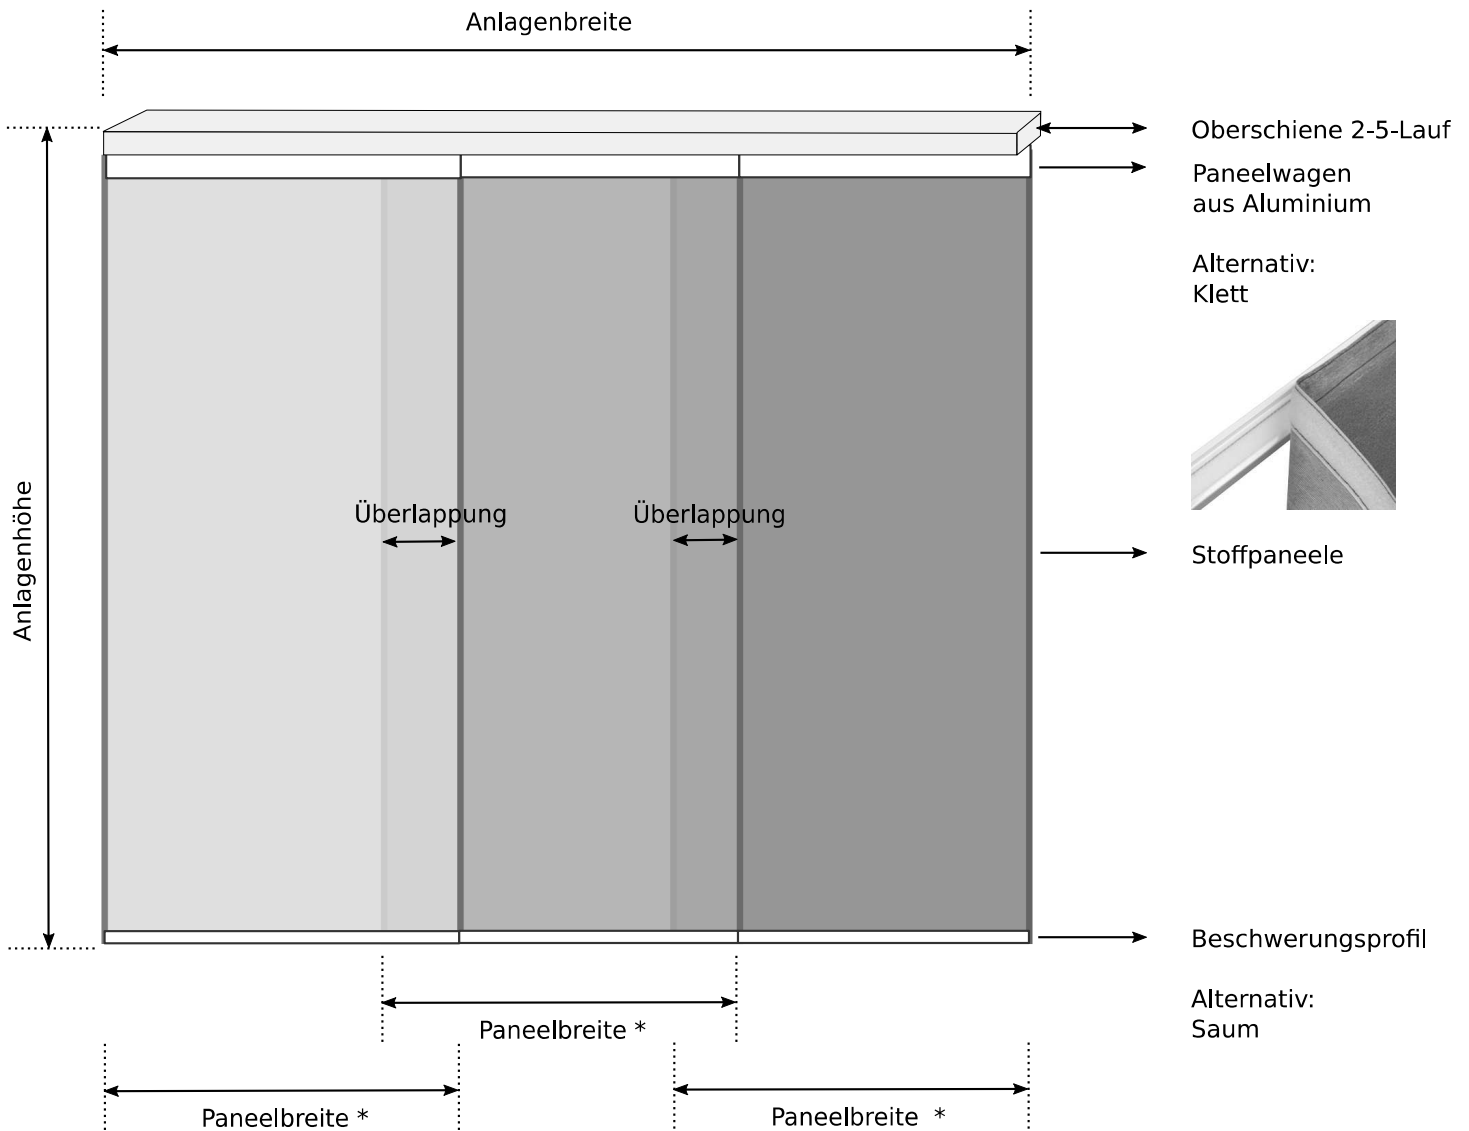 Anlagenbreite
Oberschiene 2-5-Lauf
Paneelwagen
aus Aluminium
Alternativ:
Klett
Anlagenhöhe
Überlappung
Überlappung
Stoffpaneele
Beschwerungsprofil
Alternativ:
Saum
Paneelbreite *
Paneelbreite *
Paneelbreite *